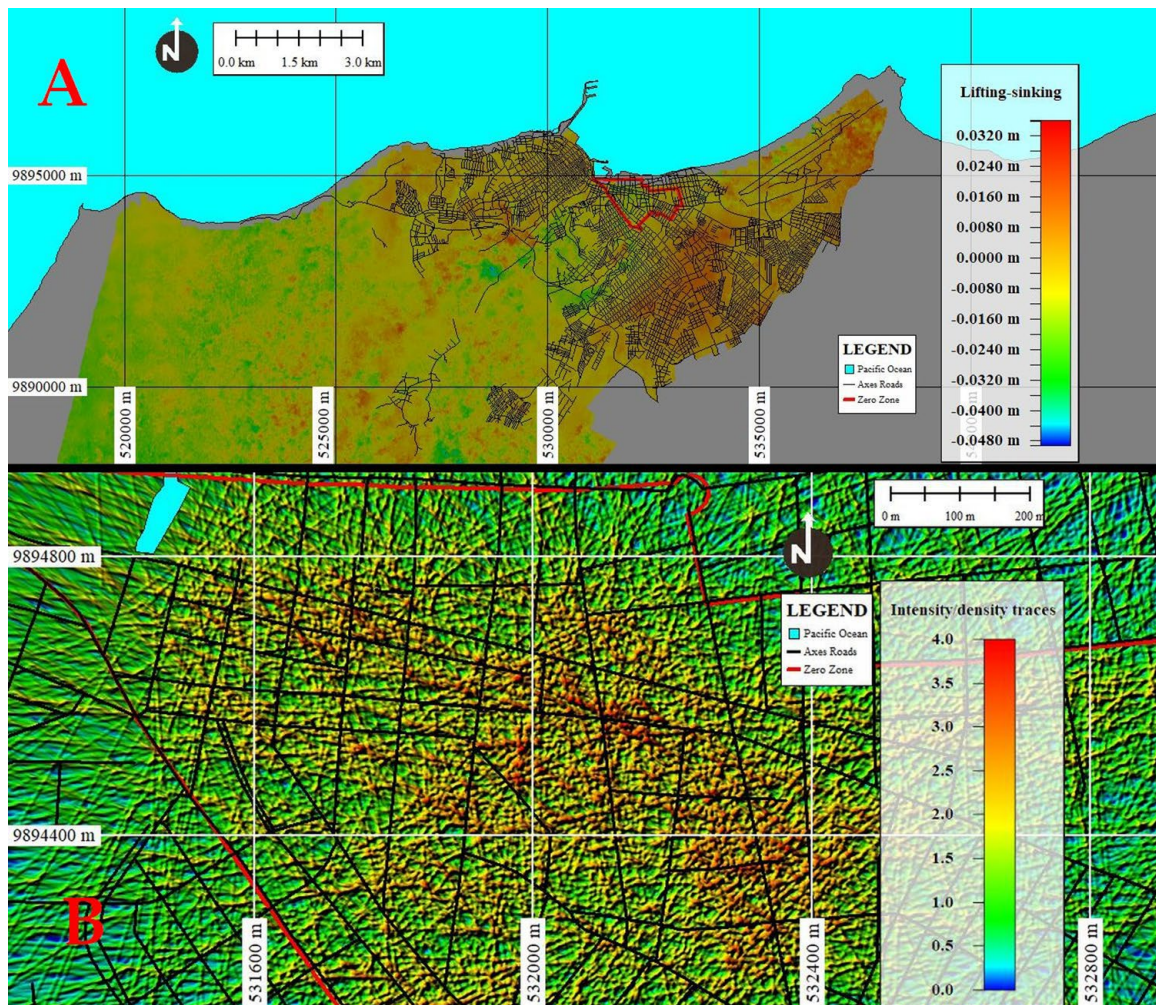 A
N
0.0 km 1.5 km 3.0 km
Lifting-sinking
0.0320 m
0.0240 m
0.0160 m
0.0080 m
0.0000 m
-0.0080 m
-0.0160 m
-0.0240 m
-0.0320 m
-0.0400 m
-0.0480 m
9895000 m
9890000 m
LEGEND
Pacific Ocean
Axes Roads
Zero Zone
520000 m
525000 m
530000 m
535000 m
B
N
0 m 100 m 200 m
9894800 m
9894400 m
LEGEND
Pacific Ocean
Axes Roads
Zero Zone
Intensity/density traces
4.0
3.5
3.0
2.5
2.0
1.5
1.0
0.5
0.0
531600 m
532000 m
532400 m
532800 m